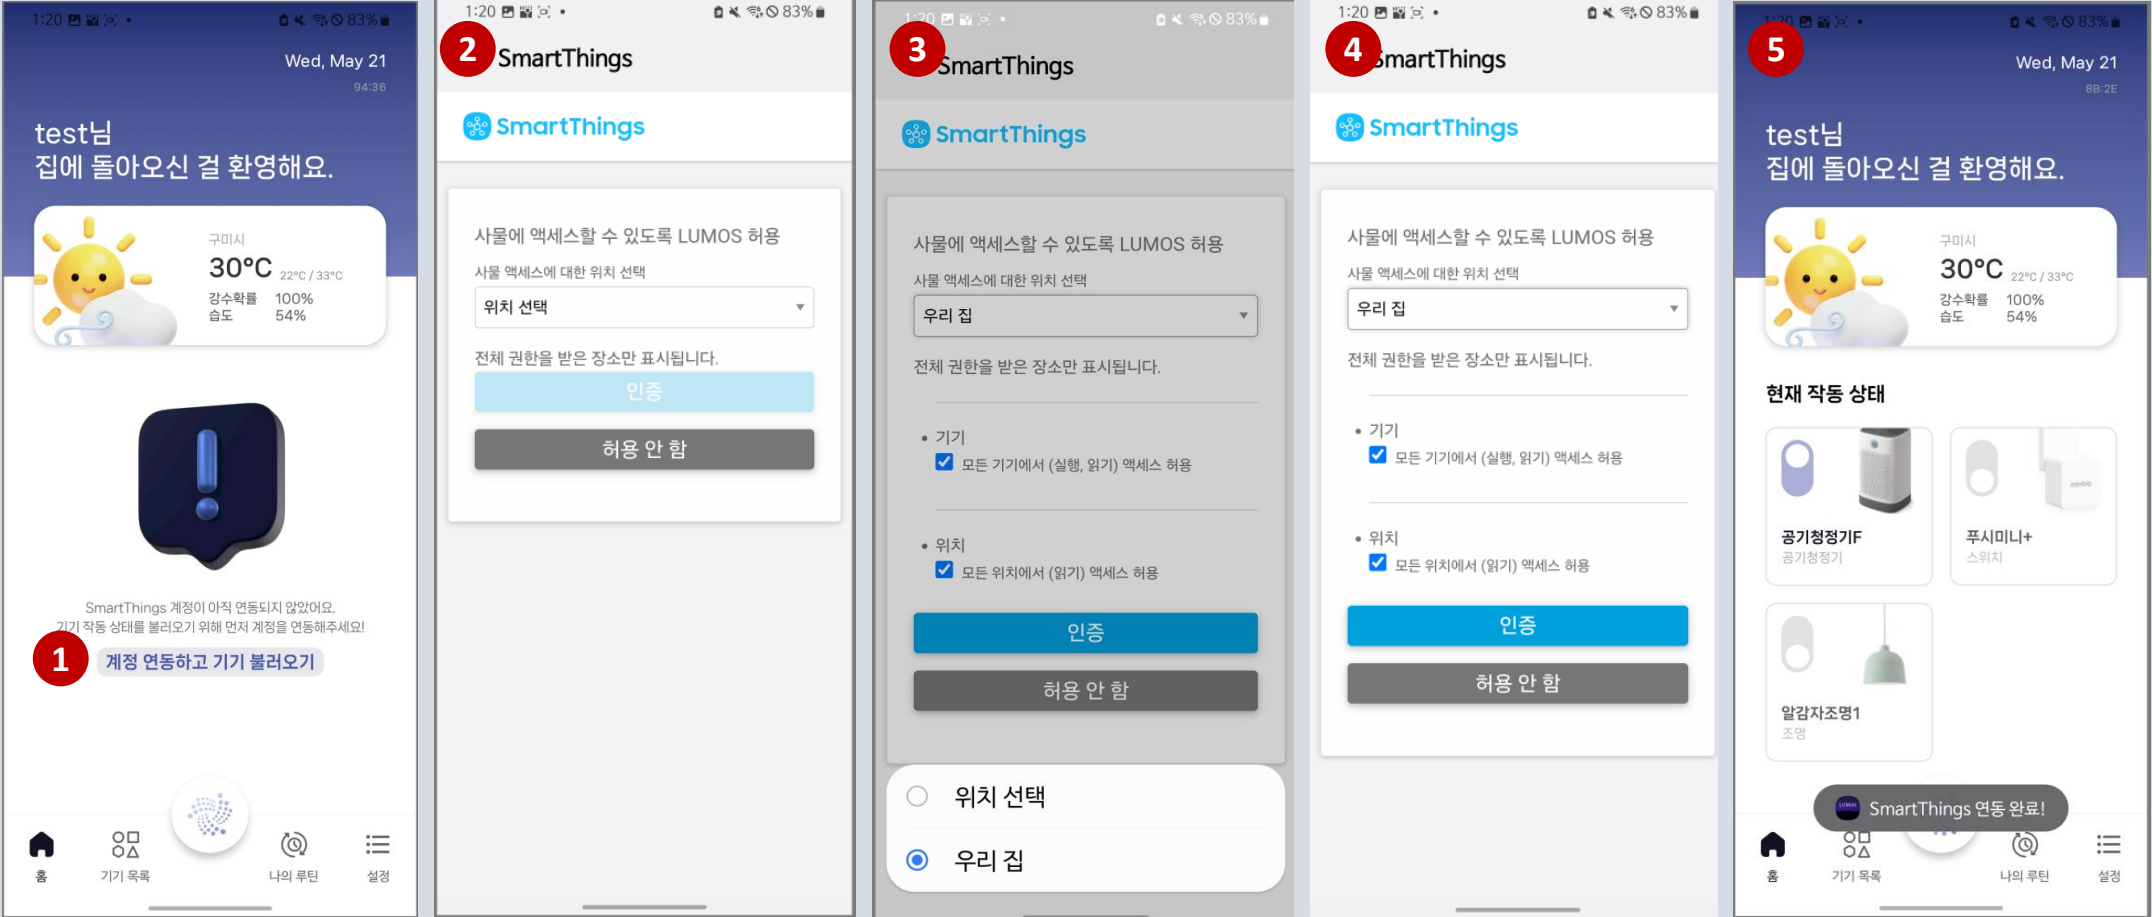 1:20
83%
Wed, May 21
94:36
test님
집에 돌아오신 걸 환영해요.
구미시
30°C 22°C / 33°C
강수확률 100%
습도 54%
SmartThings 계정이 아직 연동되지 않았어요.
기기 작동 상태를 불러오기 위해 먼저 계정을 연동해주세요!
1
계정 연동하고 기기 불러오기
홈
기기 목록
나의 루틴
설정
1:20
83%
2
SmartThings
SmartThings
사물에 액세스할 수 있도록 LUMOS 허용
사물 액세스에 대한 위치 선택
위치 선택
전체 권한을 받은 장소만 표시됩니다.
인증
허용 안 함
1:20
83%
3
SmartThings
SmartThings
사물에 액세스할 수 있도록 LUMOS 허용
사물 액세스에 대한 위치 선택
우리 집
전체 권한을 받은 장소만 표시됩니다.
• 기기
모든 기기에서 (실행, 읽기) 액세스 허용
• 위치
모든 위치에서 (읽기) 액세스 허용
인증
허용 안 함
위치 선택
우리 집
1:20
83%
4
SmartThings
SmartThings
사물에 액세스할 수 있도록 LUMOS 허용
사물 액세스에 대한 위치 선택
우리 집
전체 권한을 받은 장소만 표시됩니다.
• 기기
모든 기기에서 (실행, 읽기) 액세스 허용
• 위치
모든 위치에서 (읽기) 액세스 허용
인증
허용 안 함
1:20
83%
5
Wed, May 21
8B:2E
test님
집에 돌아오신 걸 환영해요.
구미시
30°C 22°C / 33°C
강수확률 100%
습도 54%
현재 작동 상태
공기청정기F
공기청정기
푸시미니+
스위치
알감자조명1
조명
LUMOS
SmartThings 연동 완료!
홈
기기 목록
나의 루틴
설정